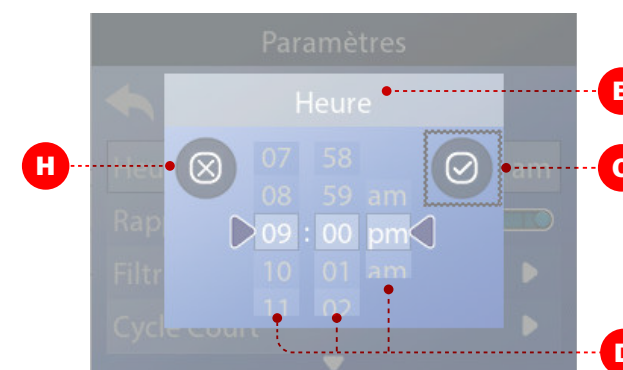 Paramètres
Heure
B
H
07 58
Heu am
08 59 am
Rap
09 : 00 pm
Filtr 10 01 am
11 02
Cycle Court
D